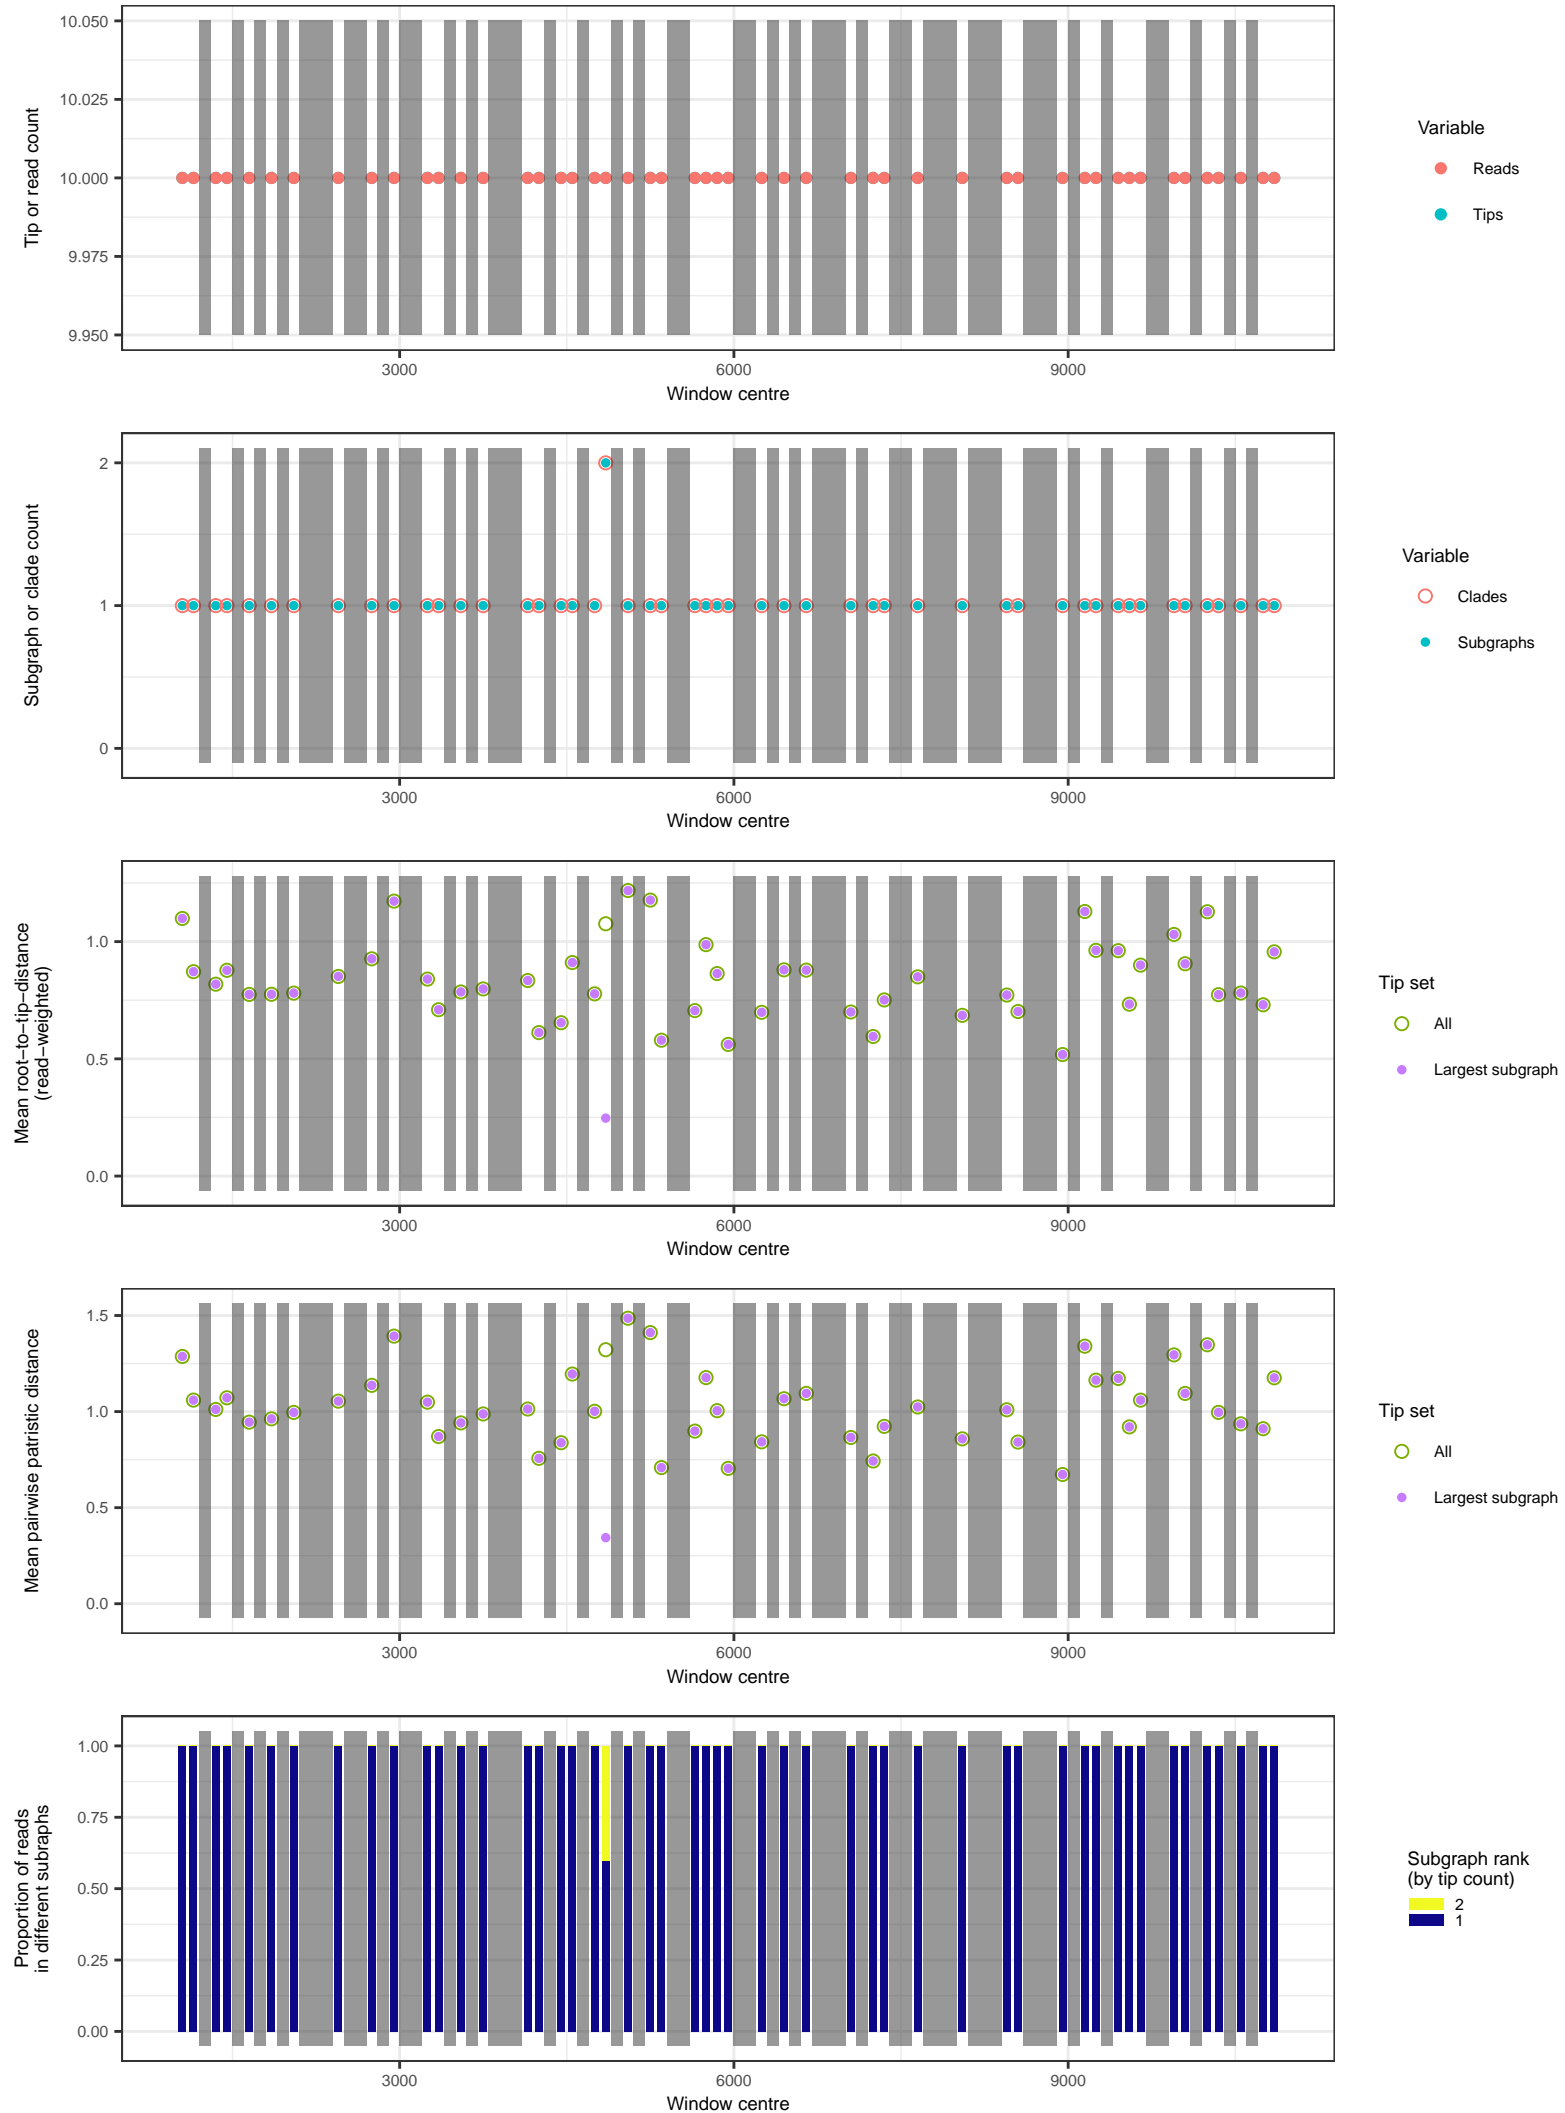 10.050
10.025
10.000
9.975
9.950
Tip or read count
3000
6000
9000
Window centre
Variable
Reads
Tips
2
1
0
Subgraph or clade count
3000
6000
9000
Window centre
Variable
Clades
Subgraphs
1.0
0.5
0.0
Mean root−to−tip−distance
(read−weighted)
3000
6000
9000
Window centre
Tip set
All
Largest subgraph
1.5
1.0
0.5
0.0
Mean pairwise patristic distance
3000
6000
9000
Window centre
Tip set
All
Largest subgraph
1.00
0.75
0.50
0.25
0.00
Proportion of reads
in different subraphs
3000
6000
9000
Window centre
Subgraph rank
(by tip count)
2
1